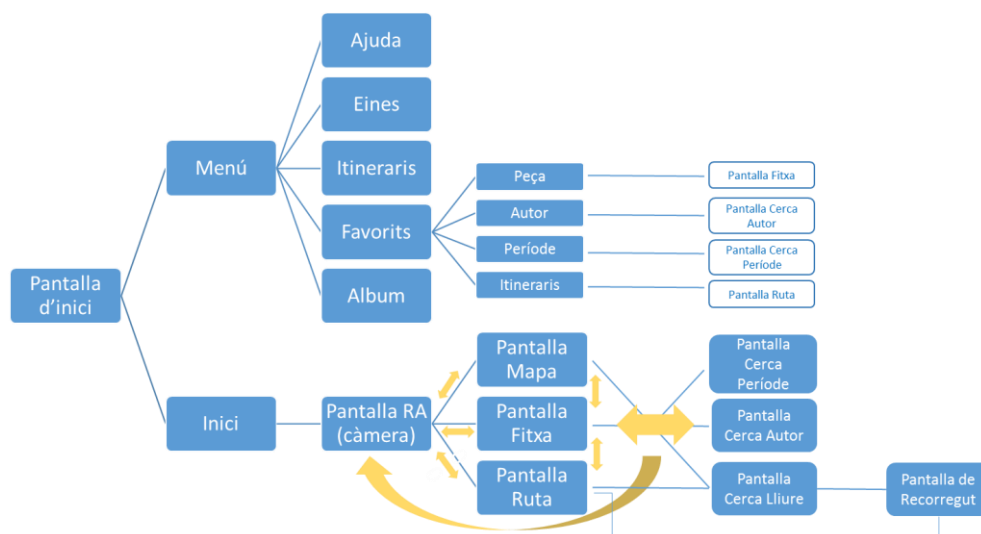 Ajuda
Eines
Menú
Itineraris
Peça
Pantalla Fitxa
Autor
Pantalla Cerca
Autor
Favorits
Període
Pantalla Cerca
Període
Itineraris
Pantalla Ruta
Album
Pantalla
d'inici
Pantalla
Mapa
Pantalla
Cerca
Període
Inici
Pantalla RA
(càmera)
Pantalla
Fitxa
Pantalla
Cerca Autor
Pantalla
Ruta
Pantalla
Cerca Lliure
Pantalla de
Recorregut